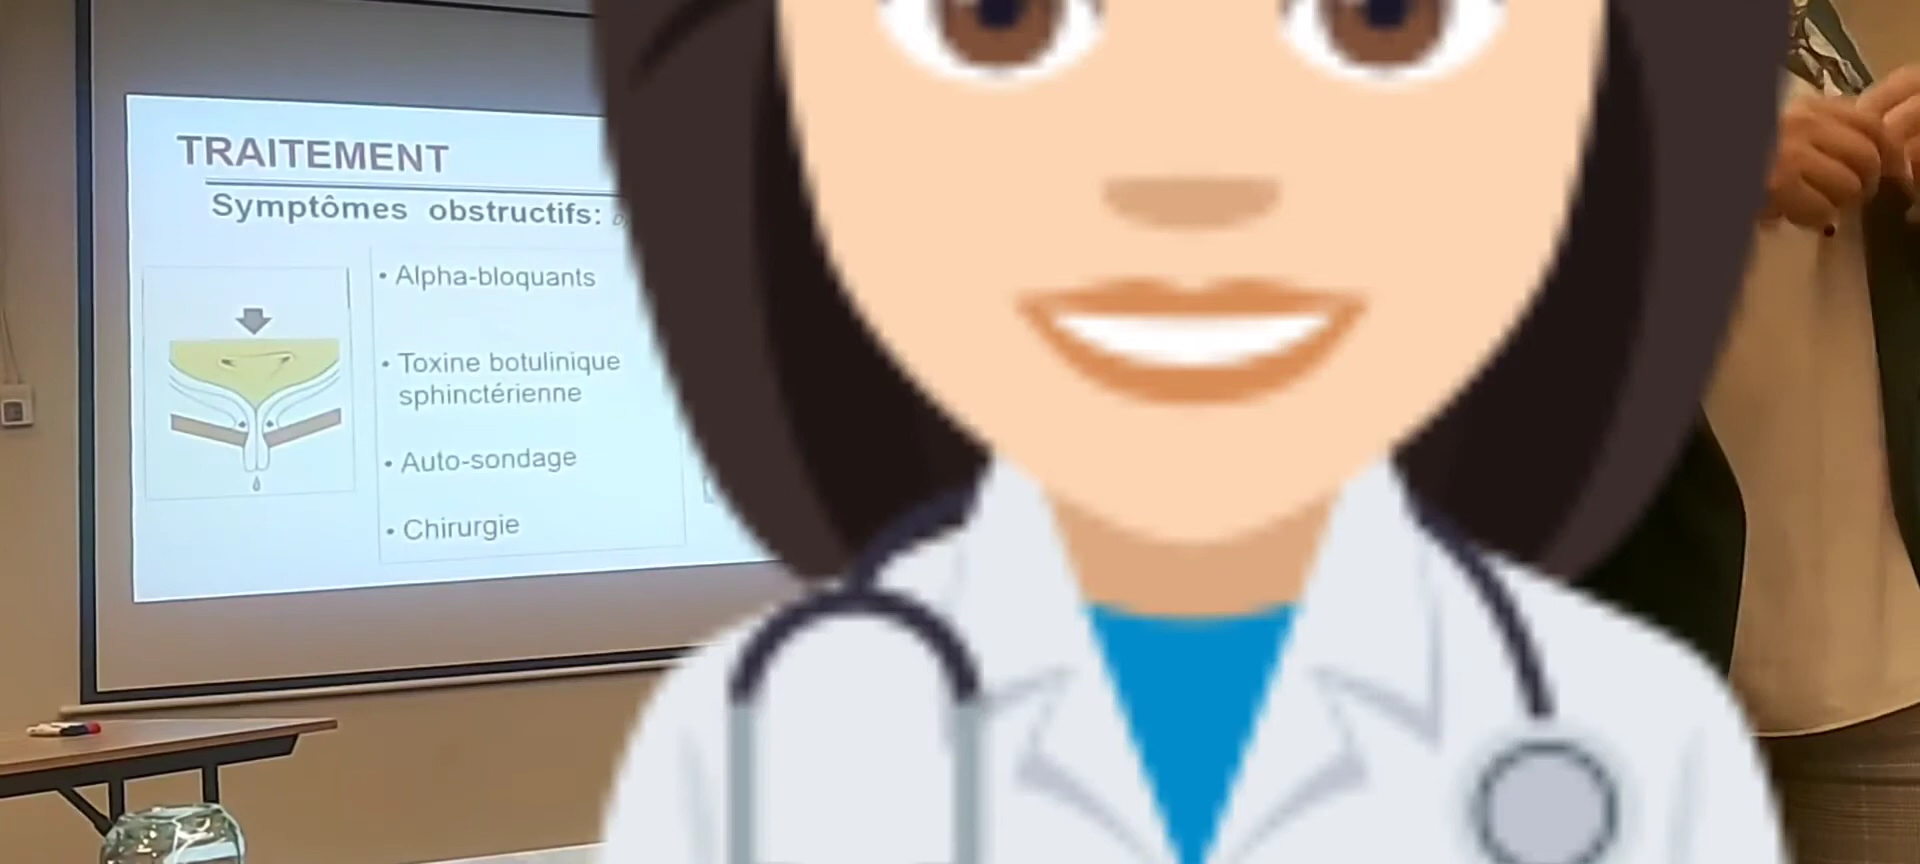 TRAITEMENT
Symptômes obstructifs:
• Alpha-bloquants
• Toxine botulinique
sphinctérienne
• Auto-sondage
• Chirurgie